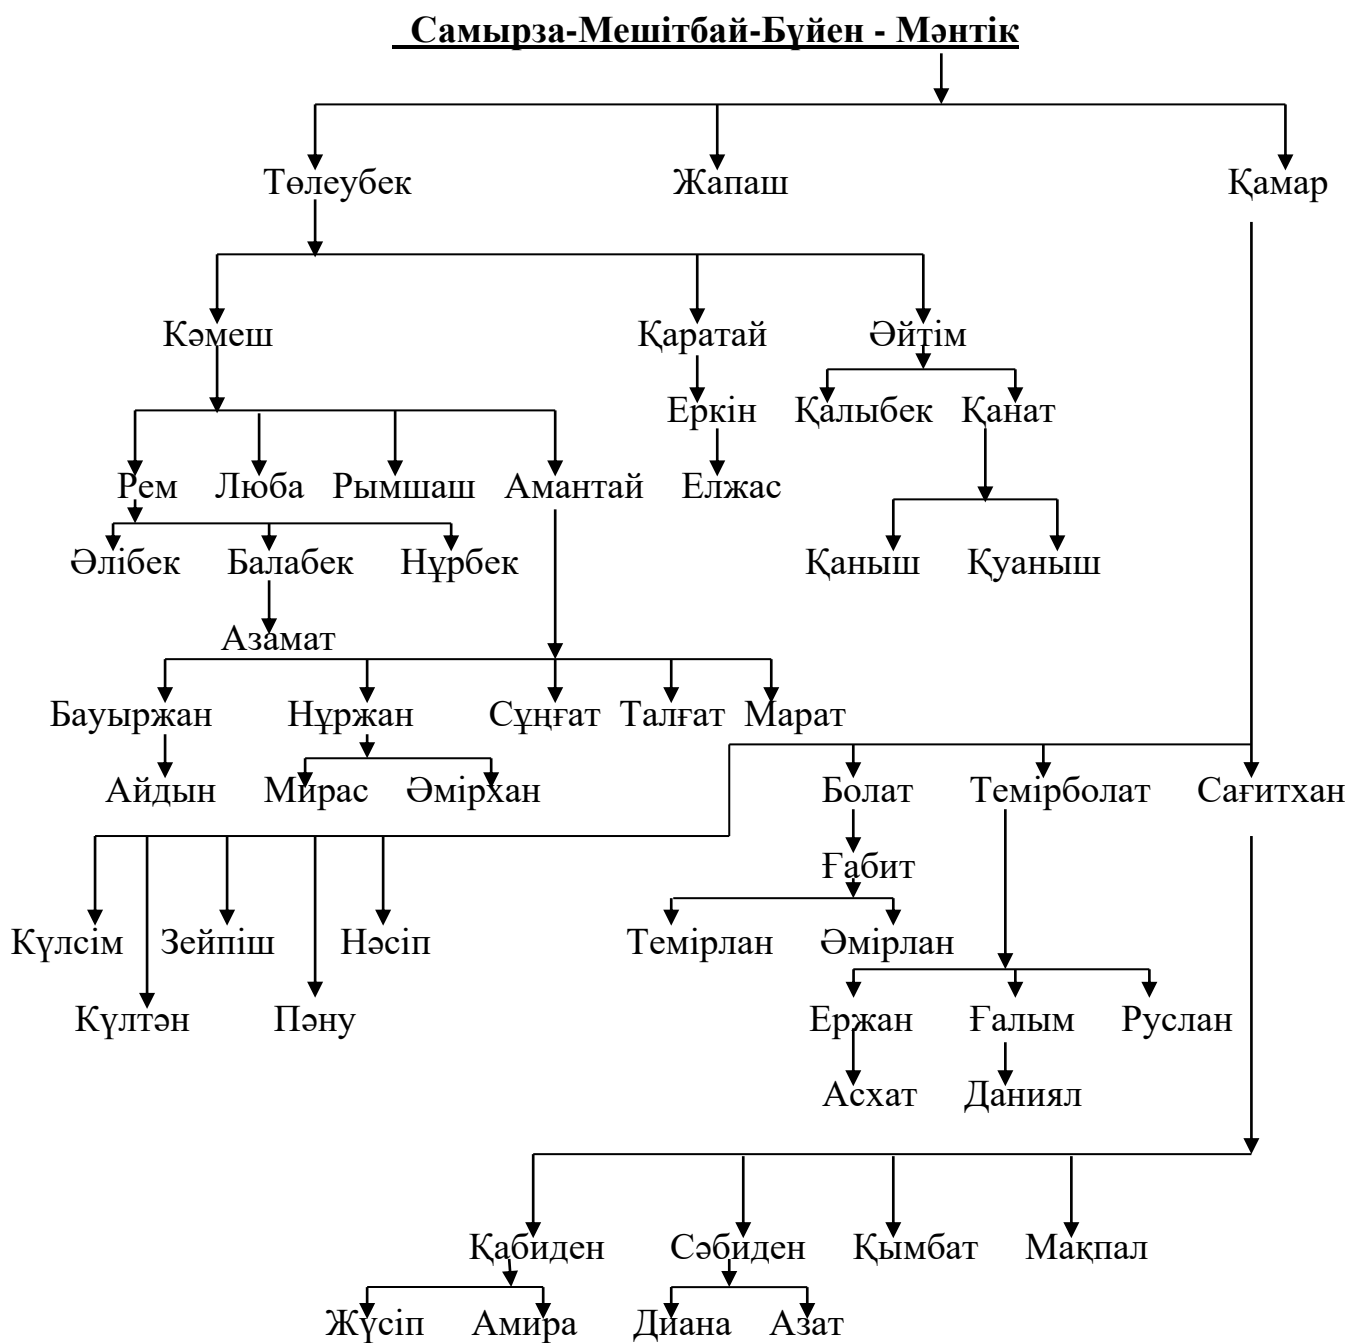 Самырза-Мешітбай-Бүйен - Мәнтік
Төлеубек Жапаш Қамар
Кәмеш Қаратай Әйтім
Еркін Қалыбек Қанат
Рем Люба Рымшаш Амантай Елжас
Әлібек Балабек Нұрбек Қаныш Қуаныш
Азамат
Бауыржан Нұржан Сұңғат Талғат Марат
Айдын Мирас Әмірхан Болат Темірболат Сағитхан
Ғабит
Күлсім Зейпіш Нәсіп Темірлан Әмірлан
Күлтән Пәну Ержан Ғалым Руслан
Асхат Даниял
Қабиден Сәбиден Қымбат Мақпал
Жүсіп Амира Диана Азат